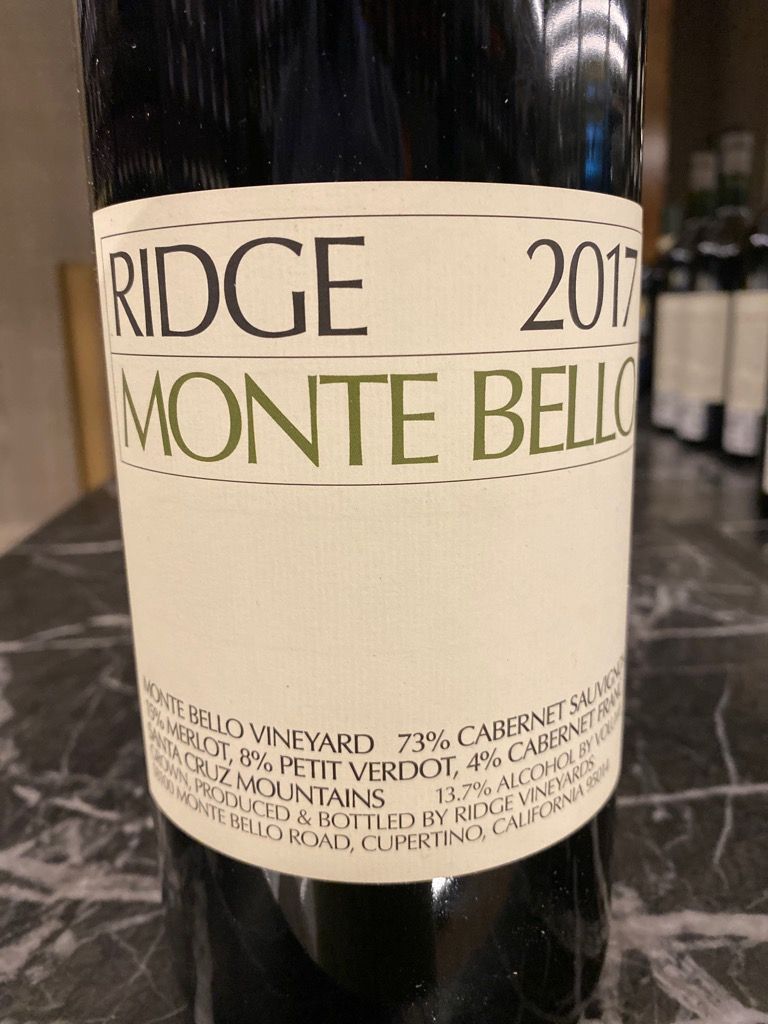 RIDGE 2017
MONTE BELLO
MONTE BELLO VINEYARD 73% CABERNET SAUVIGNON
15% MERLOT, 8% PETIT VERDOT, 4% CABERNET FRANC
SANTA CRUZ MOUNTAINS 13.7% ALCOHOL BY VOLUME
GROWN, PRODUCED & BOTTLED BY RIDGE VINEYARDS
MONTE BELLO ROAD, CUPERTINO, CALIFORNIA 95014